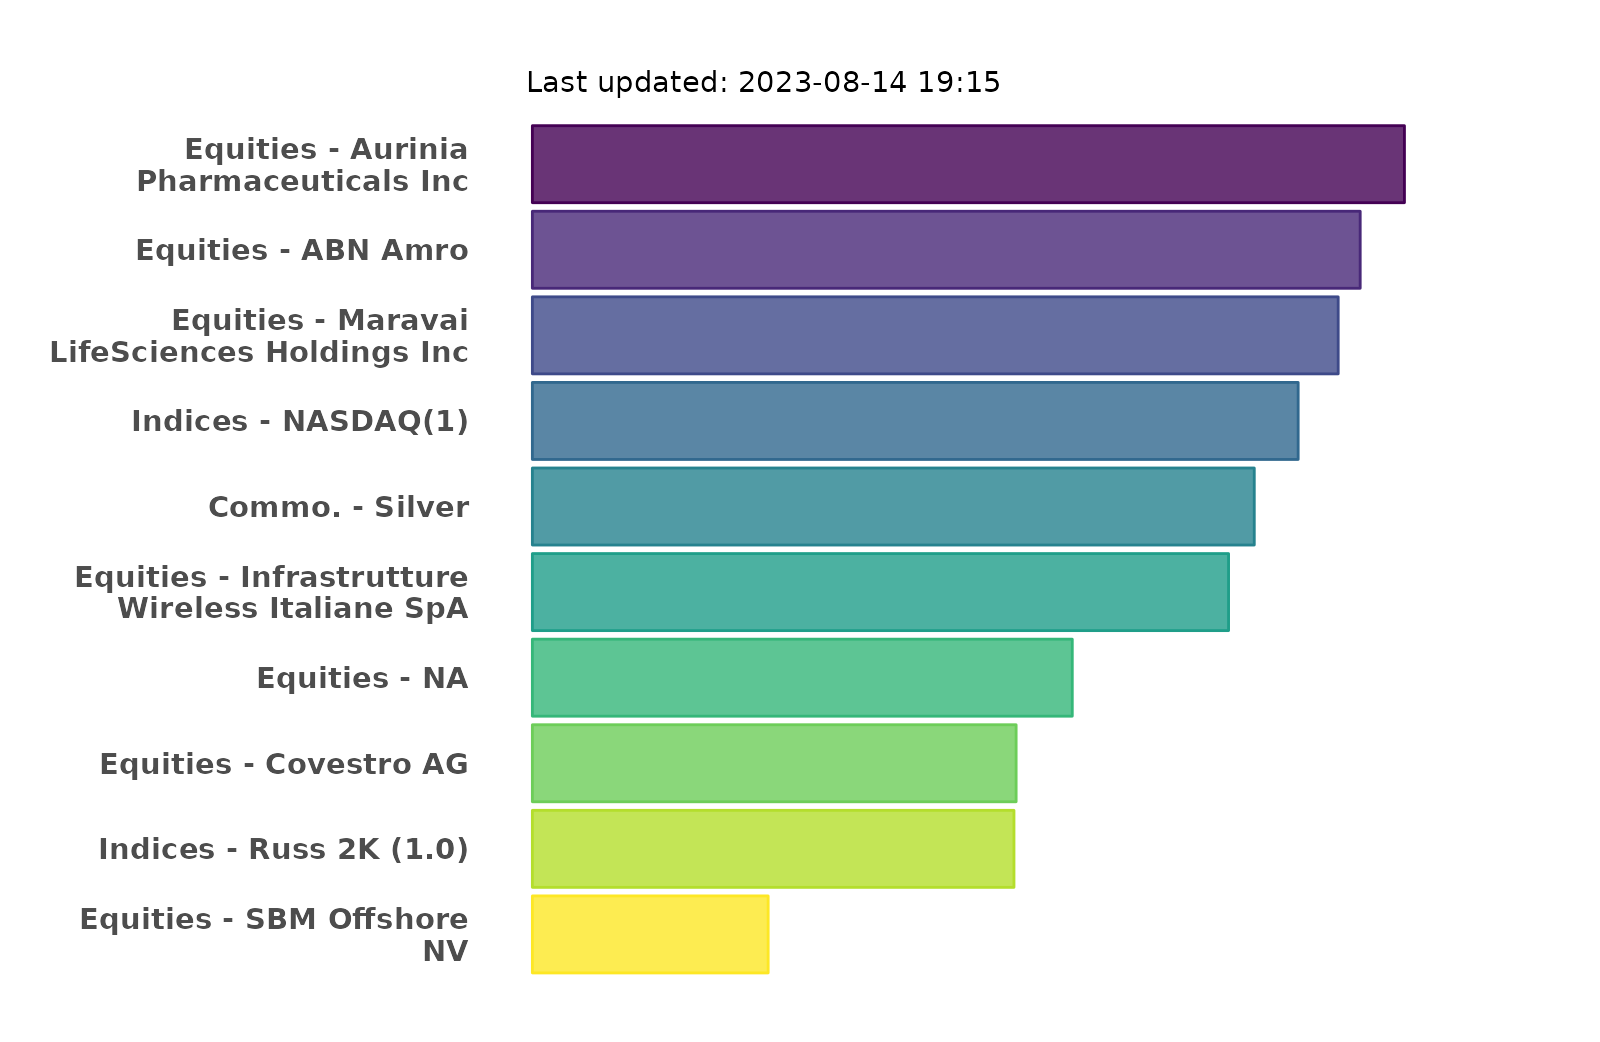 Last updated: 2023-08-14 19:15
Equities - Aurinia
Pharmaceuticals Inc
Equities - ABN Amro
Equities - Maravai
LifeSciences Holdings Inc
Indices - NASDAQ(1)
Commo. - Silver
Equities - Infrastrutture
Wireless Italiane SpA
Equities - NA
Equities - Covestro AG
Indices - Russ 2K (1.0)
Equities - SBM Offshore
NV